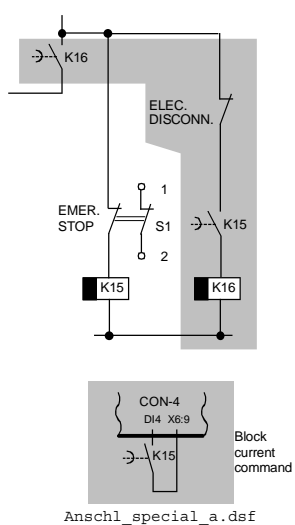 K16
ELEC.
DISCONN.
1
EMER.
STOP
S1
K15
2
K15
K16
CON-4
DI4 X6:9
K15
Block
current
command
Anschl_special_a.dsf